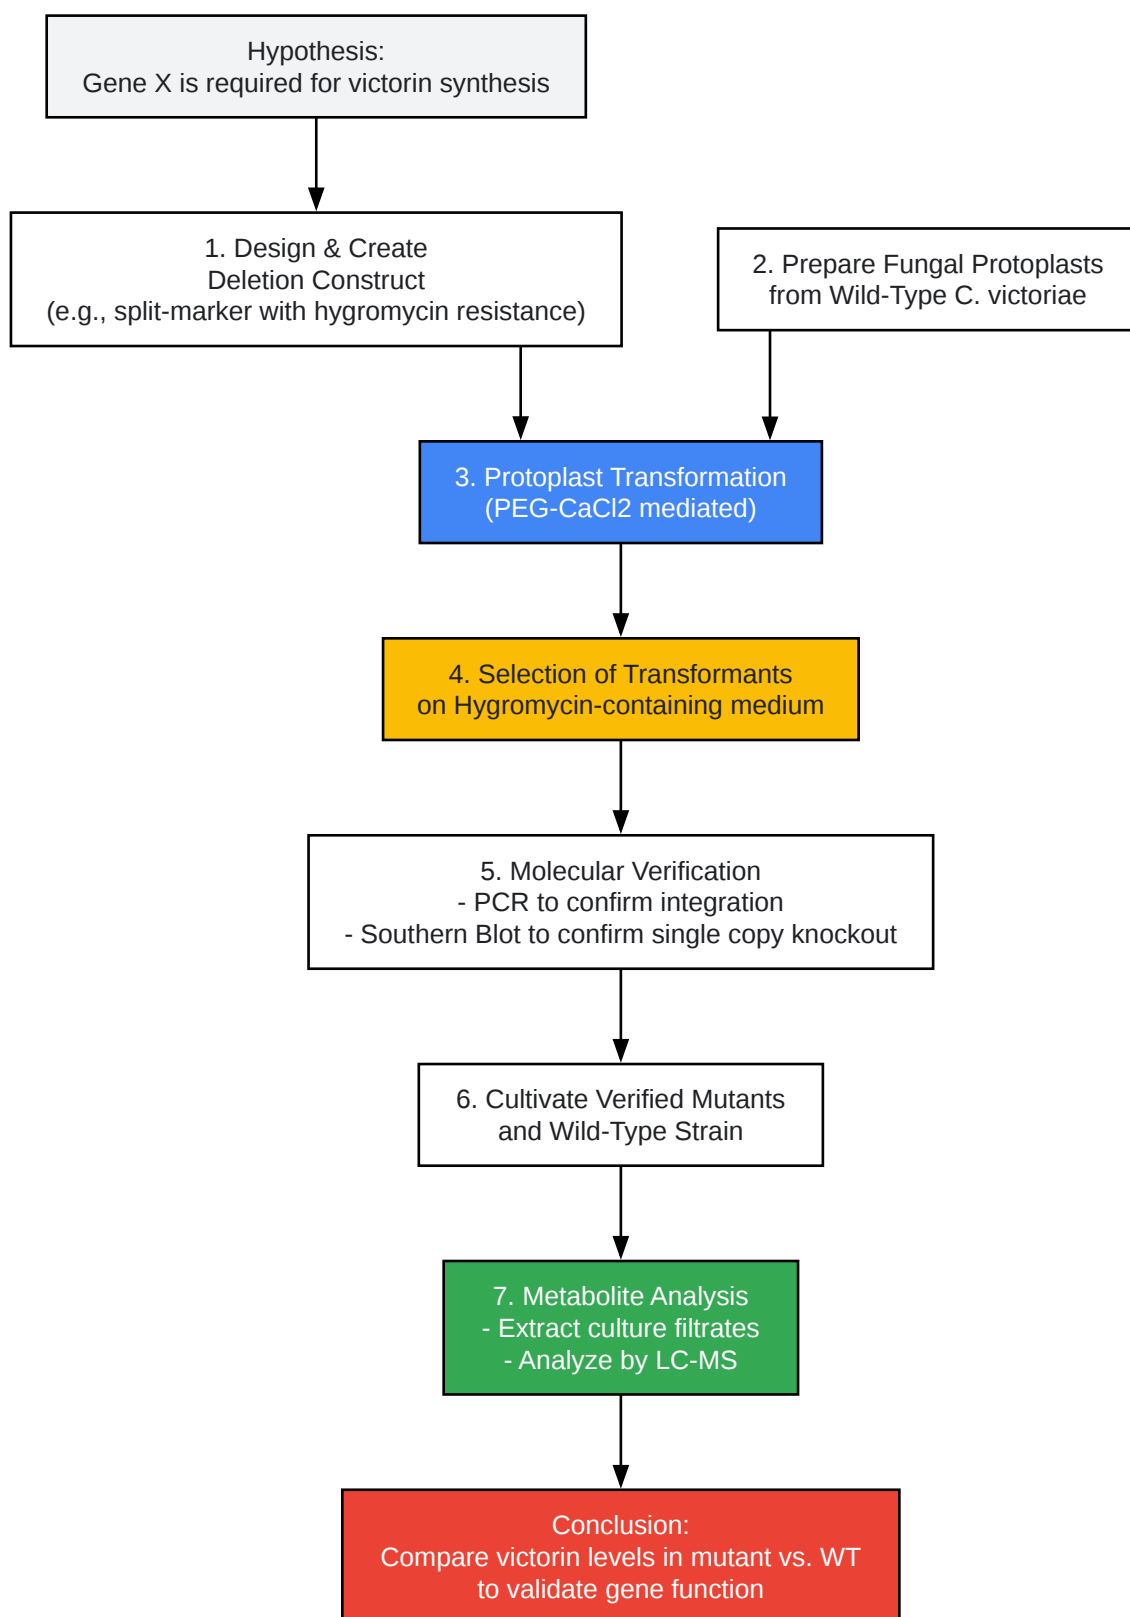 Hypothesis:
Gene X is required for victorin synthesis
1. Design & Create
Deletion Construct
(e.g., split-marker with hygromycin resistance)
2. Prepare Fungal Protoplasts
from Wild-Type C. victoriae
3. Protoplast Transformation
(PEG-CaCl2 mediated)
4. Selection of Transformants
on Hygromycin-containing medium
5. Molecular Verification
- PCR to confirm integration
- Southern Blot to confirm single copy knockout
6. Cultivate Verified Mutants
and Wild-Type Strain
7. Metabolite Analysis
- Extract culture filtrates
- Analyze by LC-MS
Conclusion:
Compare victorin levels in mutant vs. WT
to validate gene function